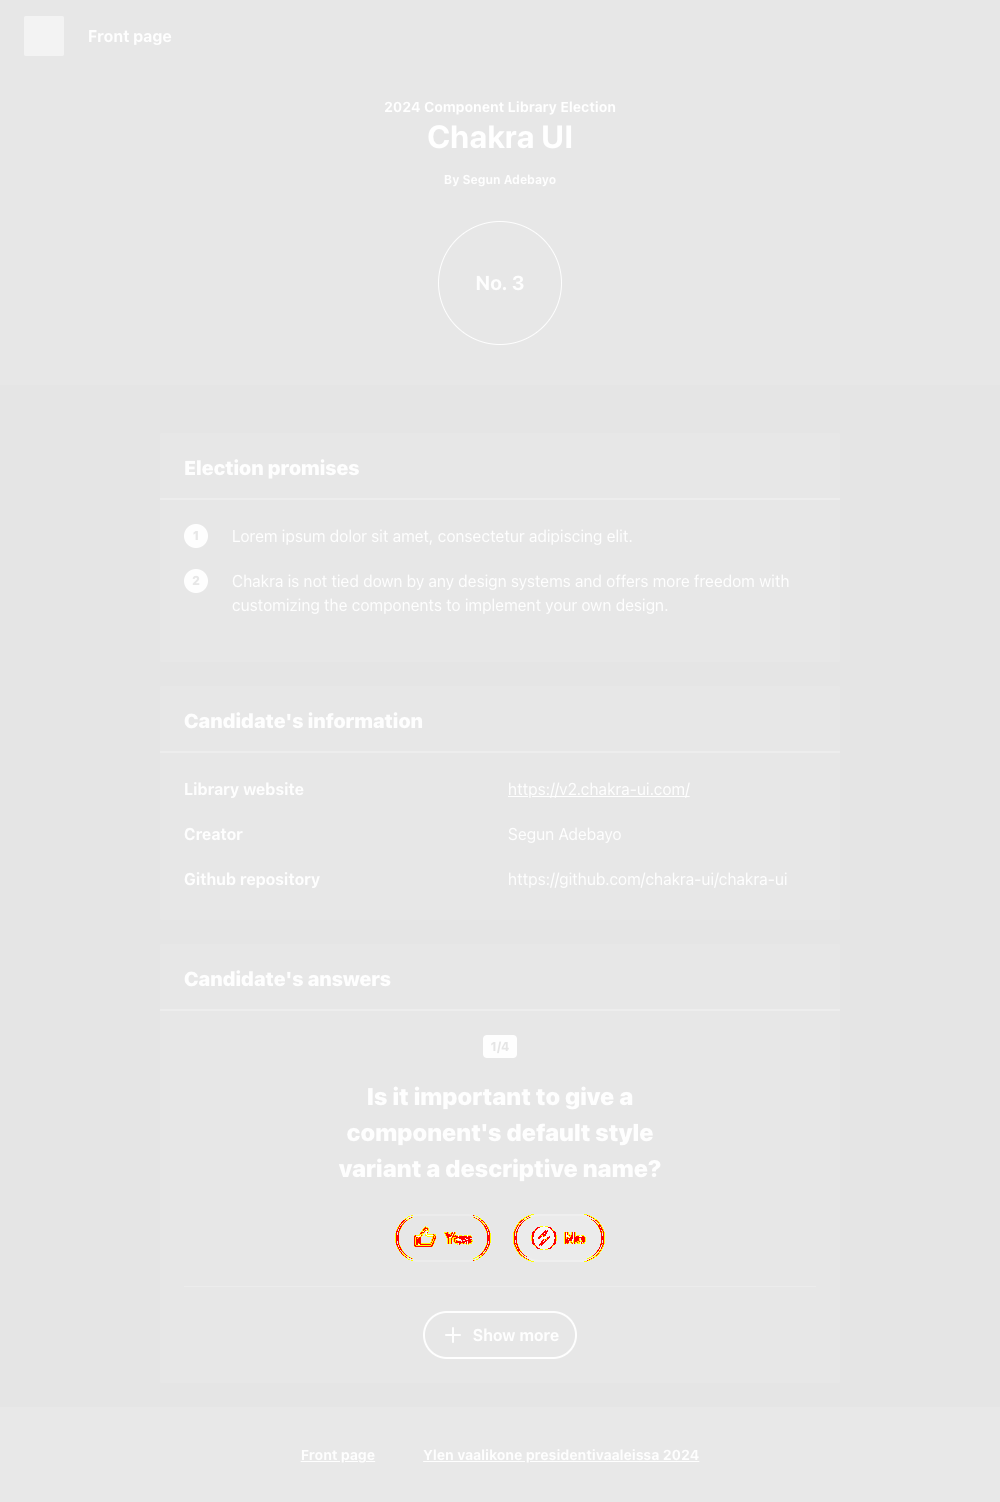 Front page
2024 Component Library Election
Chakra UI
By Segun Adebayo
No. 3
Election promises
1 Lorem ipsum dolor sit amet, consectetur adipiscing elit.
2 Chakra is not tied down by any design systems and offers more freedom with
customizing the components to implement your own design.
Candidate's information
Library website https://v2.chakra-ui.com/
Creator Segun Adebayo
Github repository https://github.com/chakra-ui/chakra-ui
Candidate's answers
1/4
Is it important to give a
component's default style
variant a descriptive name?
Yes No
Show more
Front page Ylen vaalikone presidentivaaleissa 2024